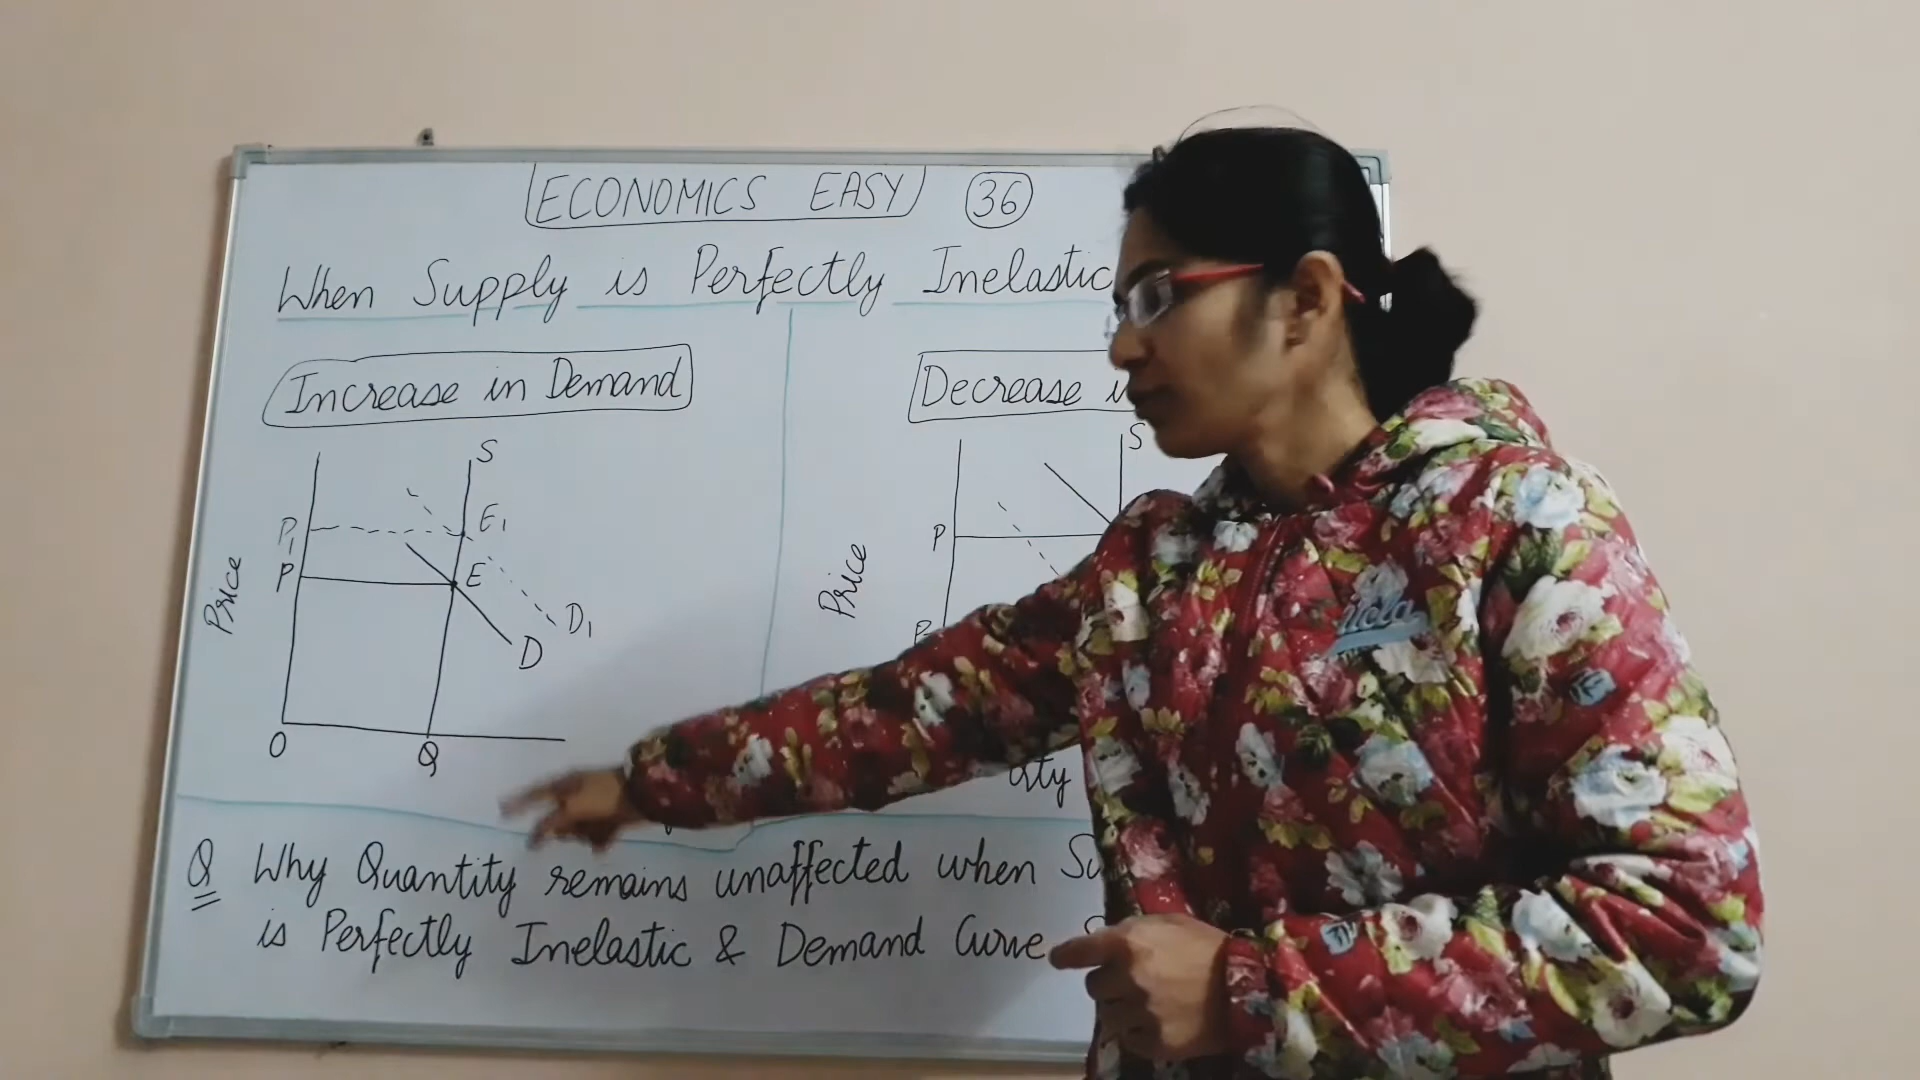 ECONOMICS EASY 36
When Supply is Perfectly Inelastic
Increase in Demand
Decrease
S
P1
E1
P
E
D1
D
Price
O
Q
S
P
Price
Qty
Q Why Quantity remains unaffected when
is Perfectly Inelastic & Demand Curve